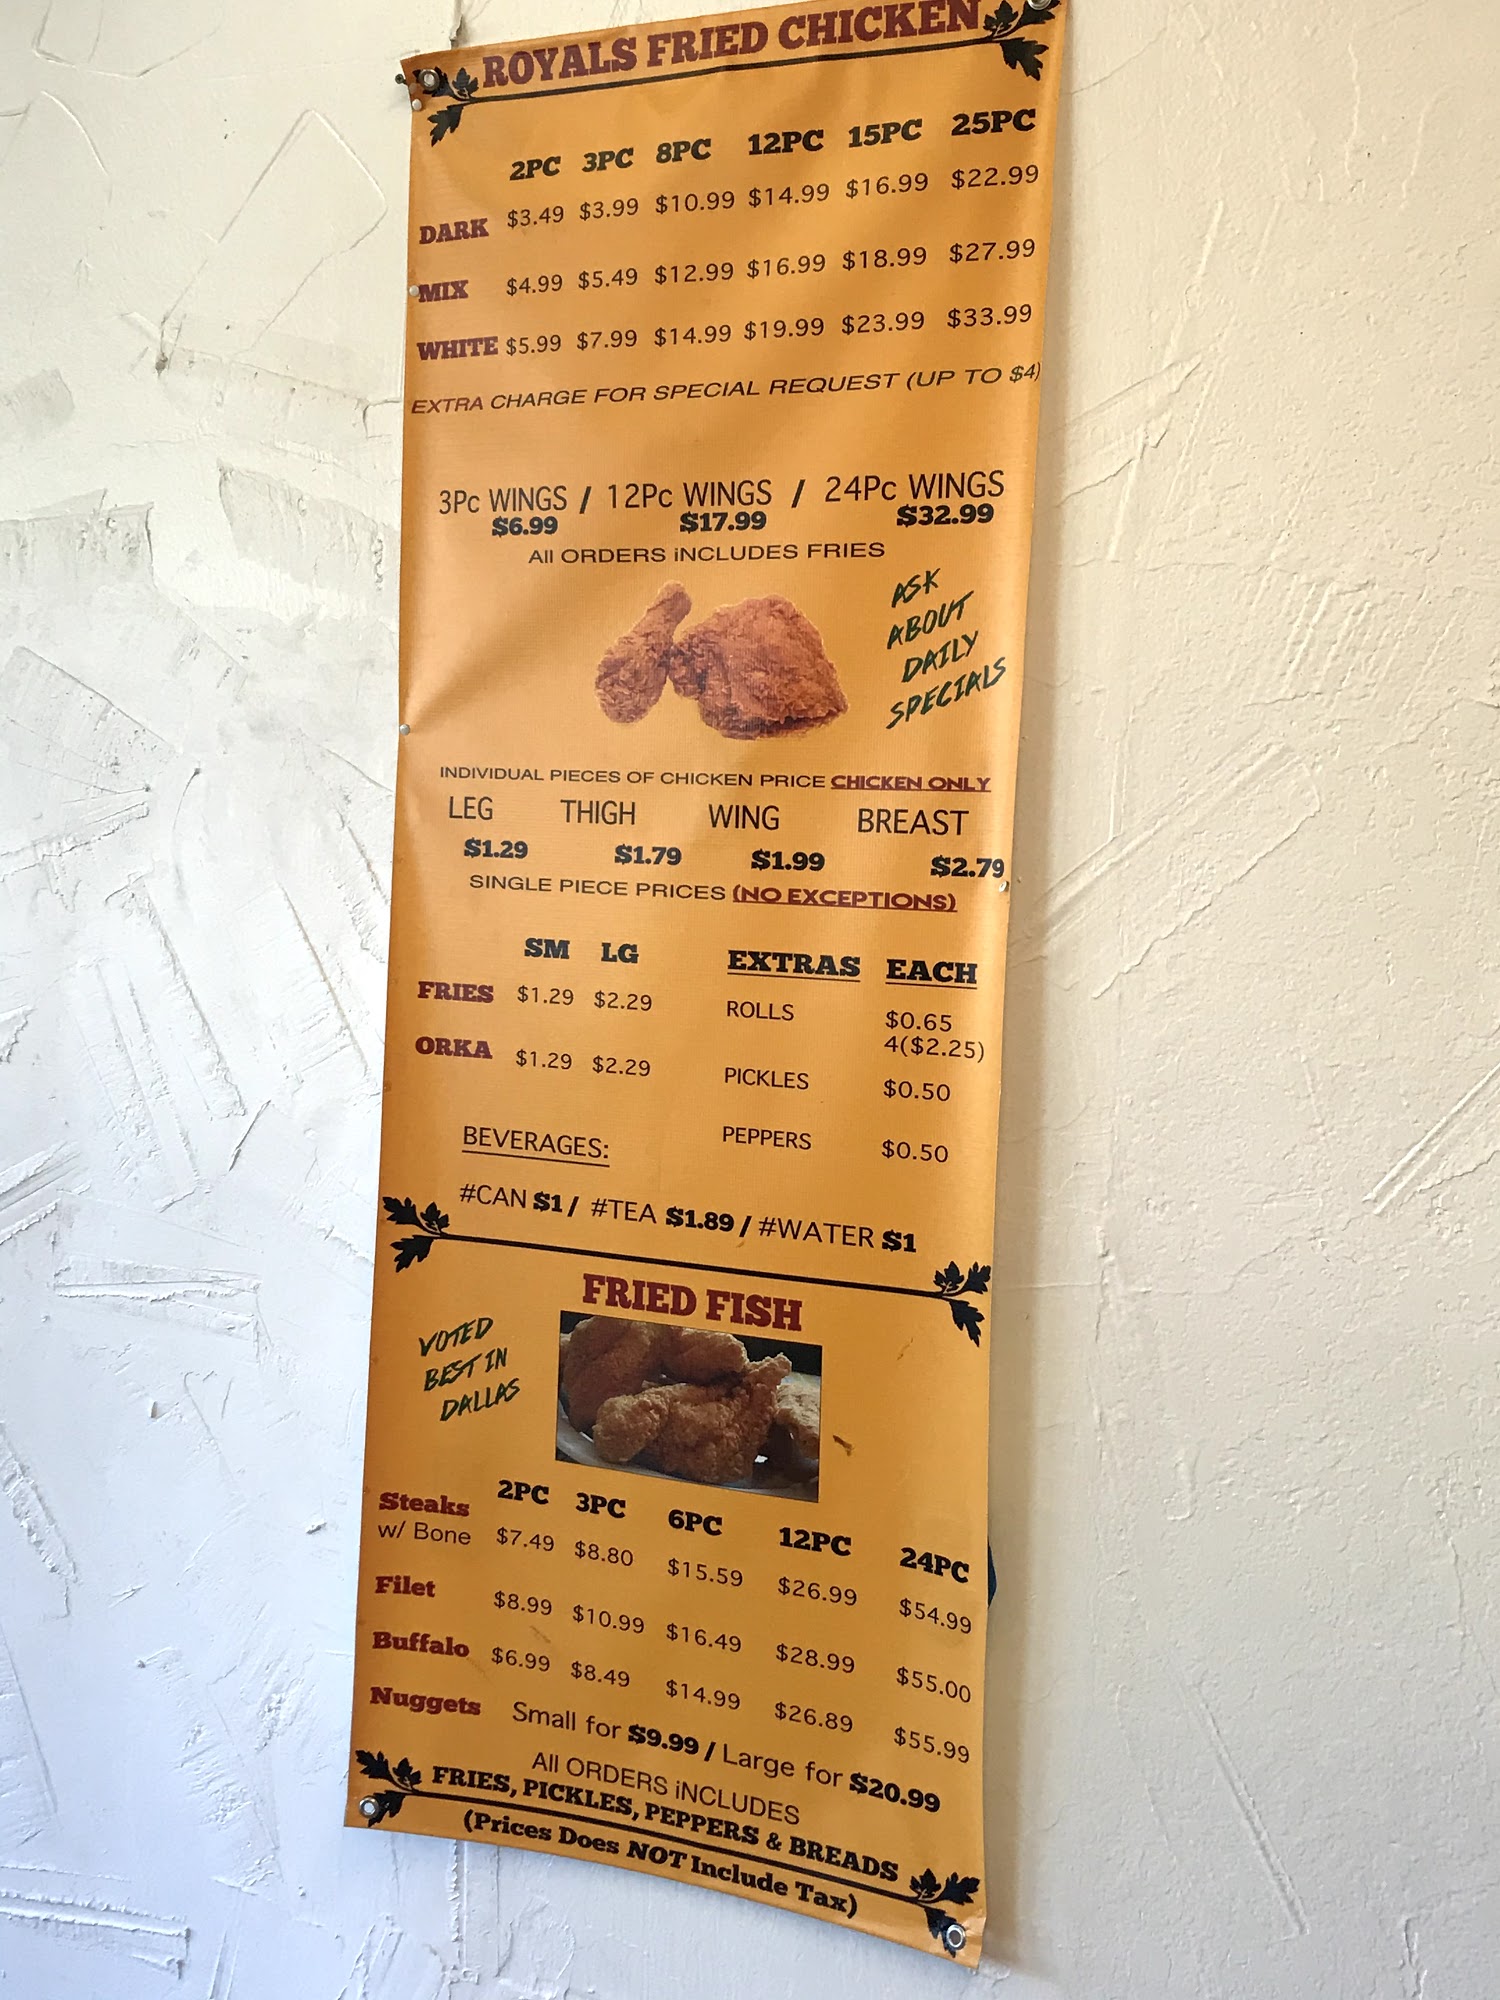 ROYALS FRIED CHICKEN
2PC 3PC 8PC 12PC 15PC 25PC
DARK $3.49 $3.99 $10.99 $14.99 $16.99 $22.99
MIX $4.99 $5.49 $12.99 $16.99 $18.99 $27.99
WHITE $5.99 $7.99 $14.99 $19.99 $23.99 $33.99
EXTRA CHARGE FOR SPECIAL REQUEST (UP TO $4)
3Pc WINGS / 12Pc WINGS / 24Pc WINGS
$6.99 $17.99 $32.99
All ORDERS iNCLUDES FRIES
ASK
ABOUT
DAILY
SPECIALS
INDIVIDUAL PIECES OF CHICKEN PRICE CHICKEN ONLY
LEG THIGH WING BREAST
$1.29 $1.79 $1.99 $2.79
SINGLE PIECE PRICES (NO EXCEPTIONS)
SM LG
FRIES $1.29 $2.29
ORKA $1.29 $2.29
EXTRAS EACH
ROLLS $0.65
4($2.25)
PICKLES $0.50
PEPPERS $0.50
BEVERAGES:
#CAN $1 / #TEA $1.89 / #WATER $1
FRIED FISH
VOTED
BEST IN
DALLAS
2PC 3PC 6PC 12PC 24PC
Steaks
w/ Bone $7.49 $8.80 $15.59 $26.99 $54.99
Filet $8.99 $10.99 $16.49 $28.99 $55.00
Buffalo $6.99 $8.49 $14.99 $26.89 $55.99
Nuggets Small for $9.99 / Large for $20.99
All ORDERS iNCLUDES
FRIES, PICKLES, PEPPERS & BREADS
(Prices Does NOT Include Tax)